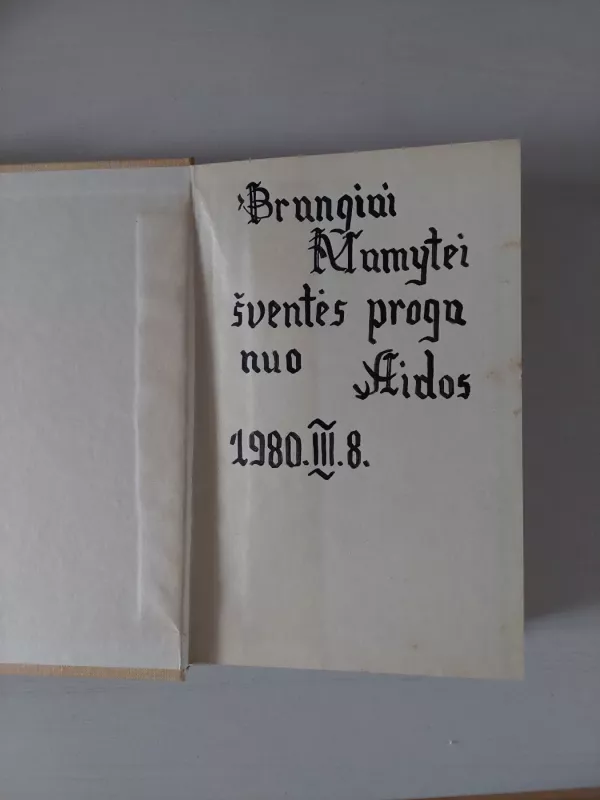 Brangiai
Mamytei
šventės proga
nuo Aidos
1980.III.8.